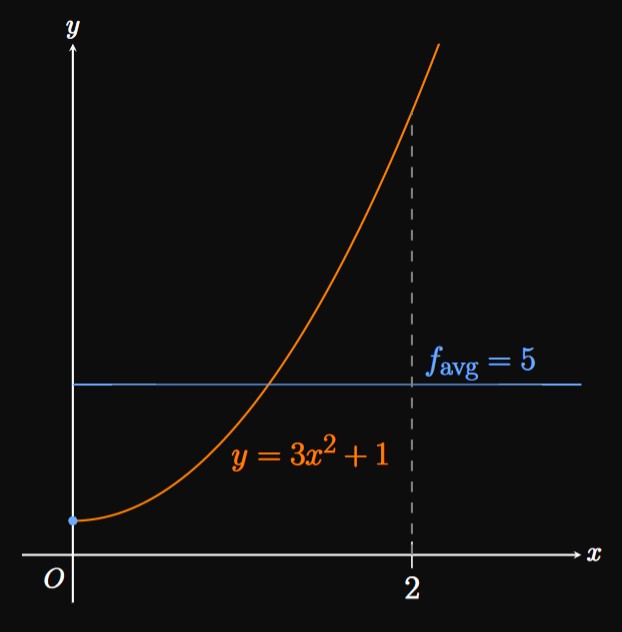 y
f_avg = 5
y = 3x² + 1
x
O
2